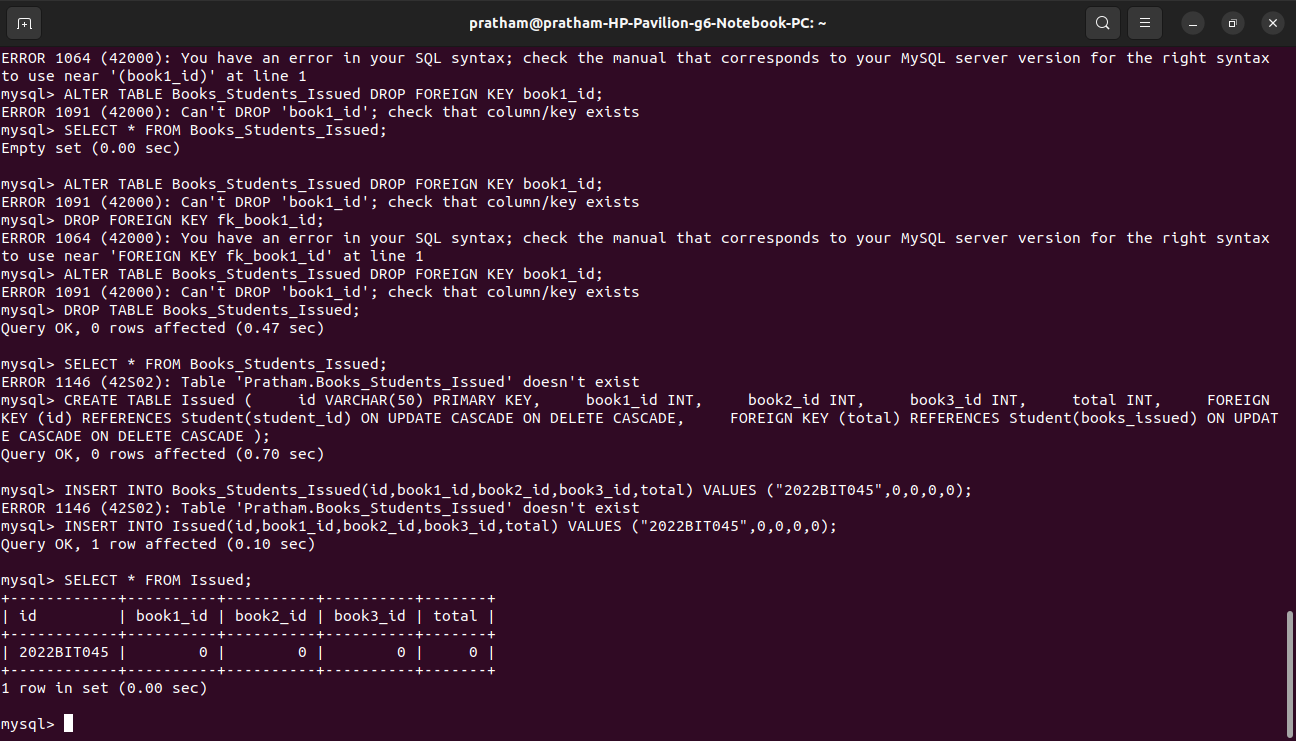 pratham@pratham-HP-Pavilion-g6-Notebook-PC: ~
ERROR 1064 (42000): You have an error in your SQL syntax; check the manual that corresponds to your MySQL server version for the right syntax
to use near '(book1_id)' at line 1
mysql> ALTER TABLE Books_Students_Issued DROP FOREIGN KEY book1_id;
ERROR 1091 (42000): Can't DROP 'book1_id'; check that column/key exists
mysql> SELECT * FROM Books_Students_Issued;
Empty set (0.00 sec)

mysql> ALTER TABLE Books_Students_Issued DROP FOREIGN KEY book1_id;
ERROR 1091 (42000): Can't DROP 'book1_id'; check that column/key exists
mysql> DROP FOREIGN KEY fk_book1_id;
ERROR 1064 (42000): You have an error in your SQL syntax; check the manual that corresponds to your MySQL server version for the right syntax
to use near 'FOREIGN KEY fk_book1_id' at line 1
mysql> ALTER TABLE Books_Students_Issued DROP FOREIGN KEY book1_id;
ERROR 1091 (42000): Can't DROP 'book1_id'; check that column/key exists
mysql> DROP TABLE Books_Students_Issued;
Query OK, 0 rows affected (0.47 sec)

mysql> SELECT * FROM Books_Students_Issued;
ERROR 1146 (42S02): Table 'Pratham.Books_Students_Issued' doesn't exist
mysql> CREATE TABLE Issued (     id VARCHAR(50) PRIMARY KEY,     book1_id INT,     book2_id INT,     book3_id INT,     total INT,     FOREIGN
KEY (id) REFERENCES Student(student_id) ON UPDATE CASCADE ON DELETE CASCADE,     FOREIGN KEY (total) REFERENCES Student(books_issued) ON UPDAT
E CASCADE ON DELETE CASCADE );
Query OK, 0 rows affected (0.70 sec)

mysql> INSERT INTO Books_Students_Issued(id,book1_id,book2_id,book3_id,total) VALUES ("2022BIT045",0,0,0,0);
ERROR 1146 (42S02): Table 'Pratham.Books_Students_Issued' doesn't exist
mysql> INSERT INTO Issued(id,book1_id,book2_id,book3_id,total) VALUES ("2022BIT045",0,0,0,0);
Query OK, 1 row affected (0.10 sec)

mysql> SELECT * FROM Issued;
+------------+----------+----------+----------+-------+
| id         | book1_id | book2_id | book3_id | total |
+------------+----------+----------+----------+-------+
| 2022BIT045 |        0 |        0 |        0 |     0 |
+------------+----------+----------+----------+-------+
1 row in set (0.00 sec)

mysql>